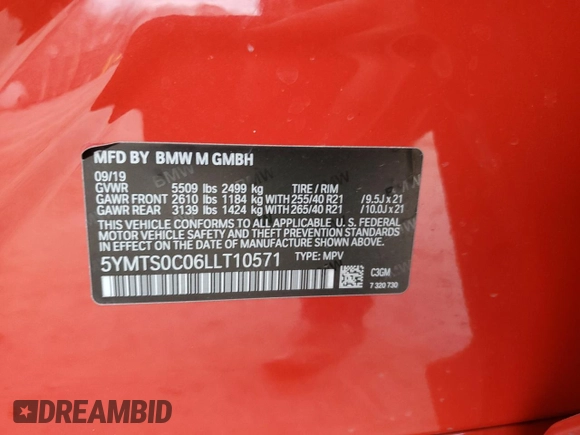 MFD BY BMW M GMBH
09/19
GVWR 5509 lbs 2499 kg TIRE / RIM
GAWR FRONT 2610 lbs 1184 kg WITH 255/40 R21 /9.5J x 21
GAWR REAR 3139 lbs 1424 kg WITH 265/40 R21 /10.0J x 21
THIS VEHICLE CONFORMS TO ALL APPLICABLE U.S. FEDERAL
MOTOR VEHICLE SAFETY AND THEFT PREVENTION STANDARDS
IN EFFECT ON THE DATE OF MANUFACTURE SHOWN ABOVE.
5YMTS0C06LLT10571 TYPE: MPV
C3GM
7 320 730
DREAMBID